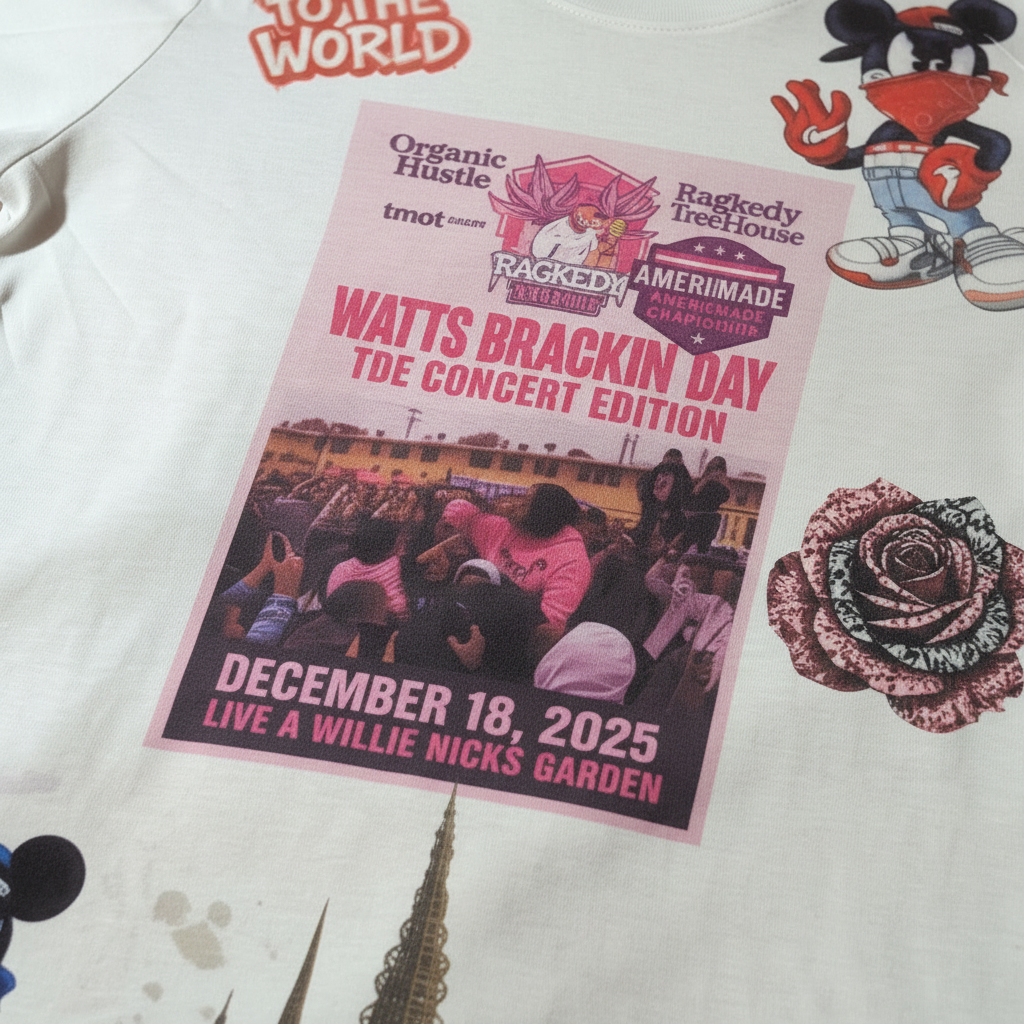 TO THE
WORLD
Organic
Hustle
tmot
Ragkedy
TreeHouse
RAGKEDY
AMERIIMADE
WATTS BRACKIN DAY
TDE CONCERT EDITION
DECEMBER 18, 2025
LIVE A WILLIE NICKS GARDEN